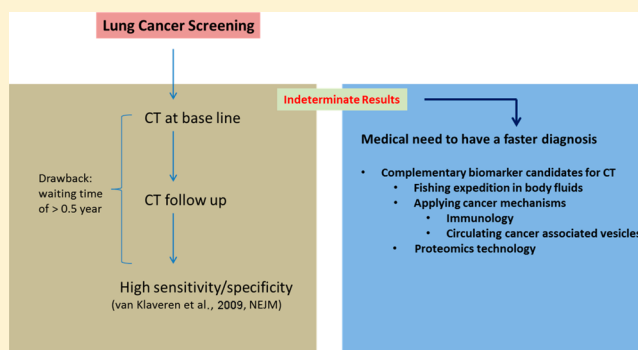 Lung Cancer Screening
CT at base line
Drawback:
waiting time
of > 0.5 year
CT follow up
High sensitivity/specificity
(van Klaveren et al., 2009, NEJM)
Indeterminate Results
Medical need to have a faster diagnosis
• Complementary biomarker candidates for CT
• Fishing expedition in body fluids
• Applying cancer mechanisms
• Immunology
• Circulating cancer associated vesicles
• Proteomics technology